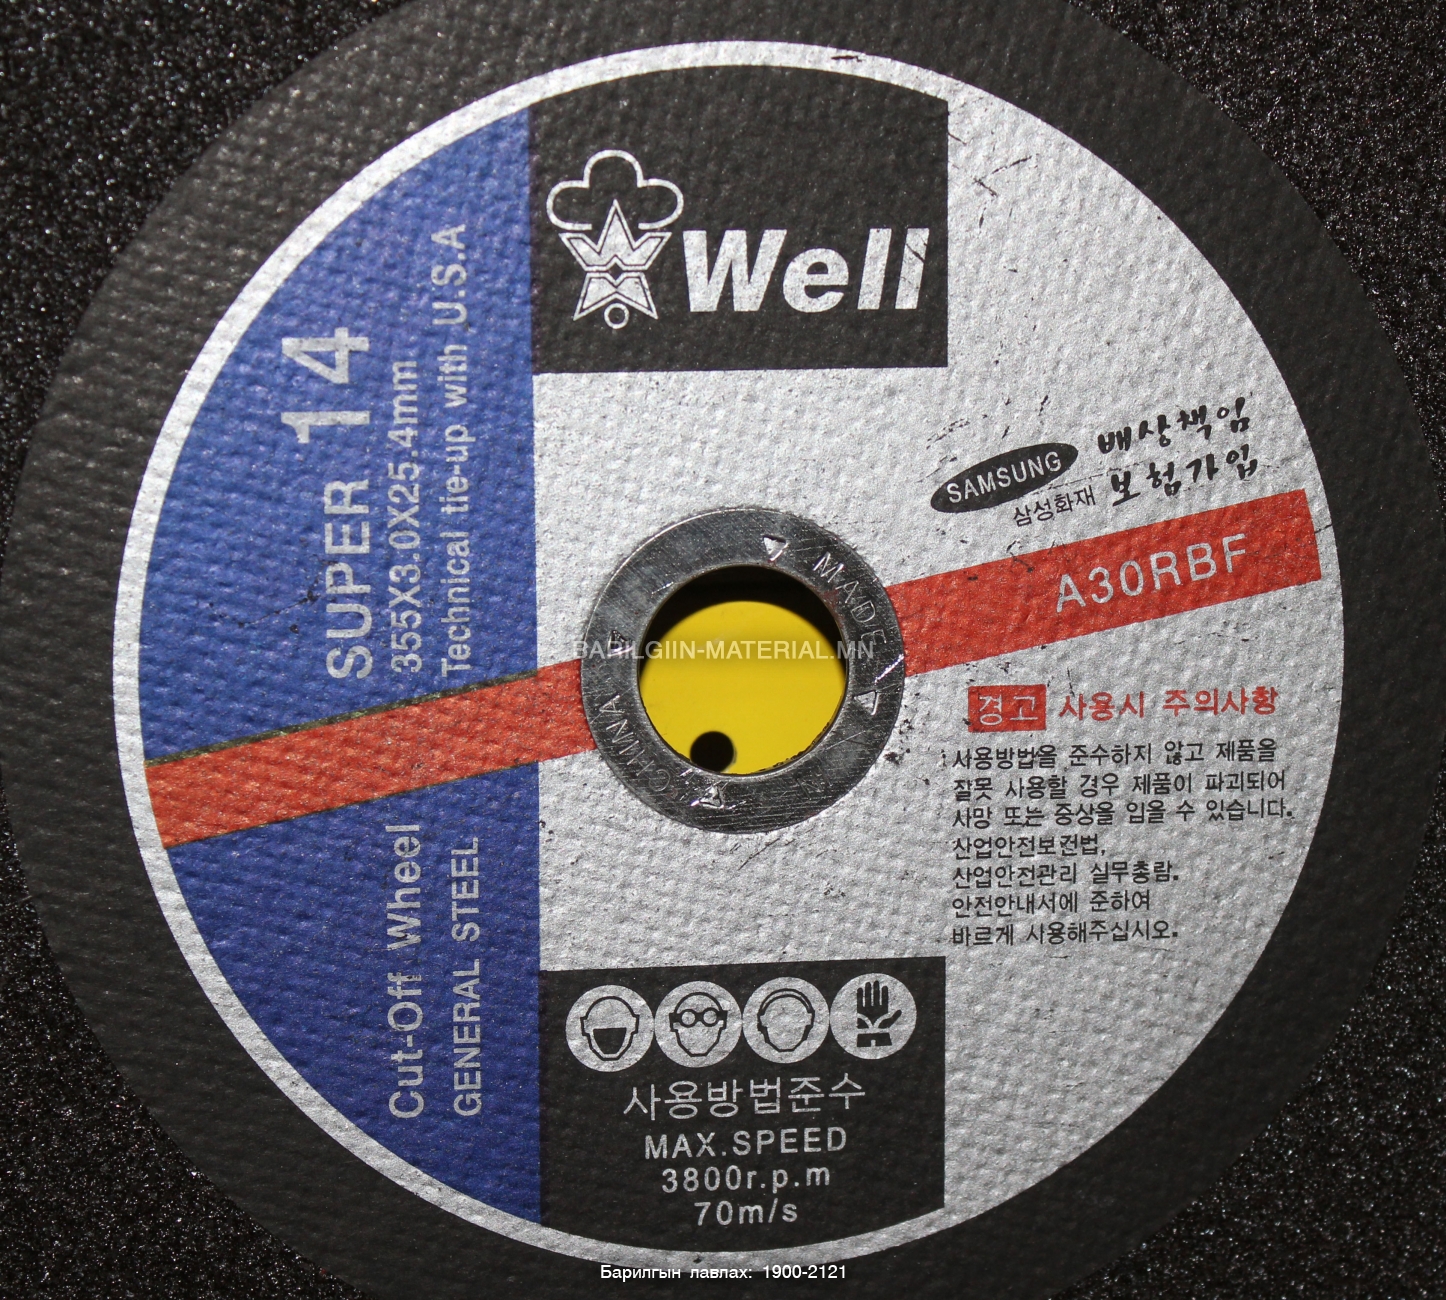 Well
SUPER 14
355X3.0X25.4mm
Technical tie-up with U.S.A
Cut-Off Wheel
GENERAL STEEL
SAMSUNG
삼성화재
배상책임
보험가입
A30RBF
MADE IN
CHINA
BARILGIIN-MATERIAL.MN
경고 사용시 주의사항
사용방법을 준수하지 않고 제품을
잘못 사용할 경우 제품이 파괴되어
사망 또는 중상을 입을 수 있습니다.
산업안전보건법,
산업안전관리 실무총람.
안전안내서에 준하여
바르게 사용해주십시오.
사용방법준수
MAX.SPEED
3800r.p.m
70m/s
Барилгын лавлах: 1900-2121